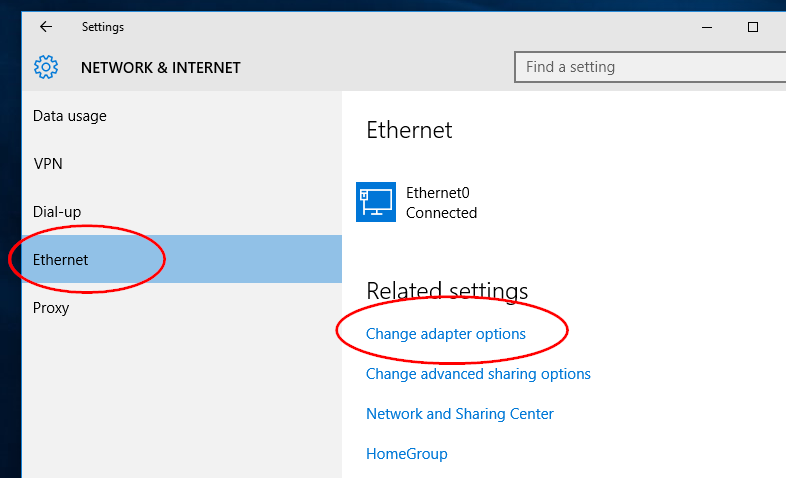 Settings
NETWORK & INTERNET
Find a setting
Data usage
VPN
Dial-up
Ethernet
Proxy
Ethernet
Ethernet0
Connected
Related settings
Change adapter options
Change advanced sharing options
Network and Sharing Center
HomeGroup